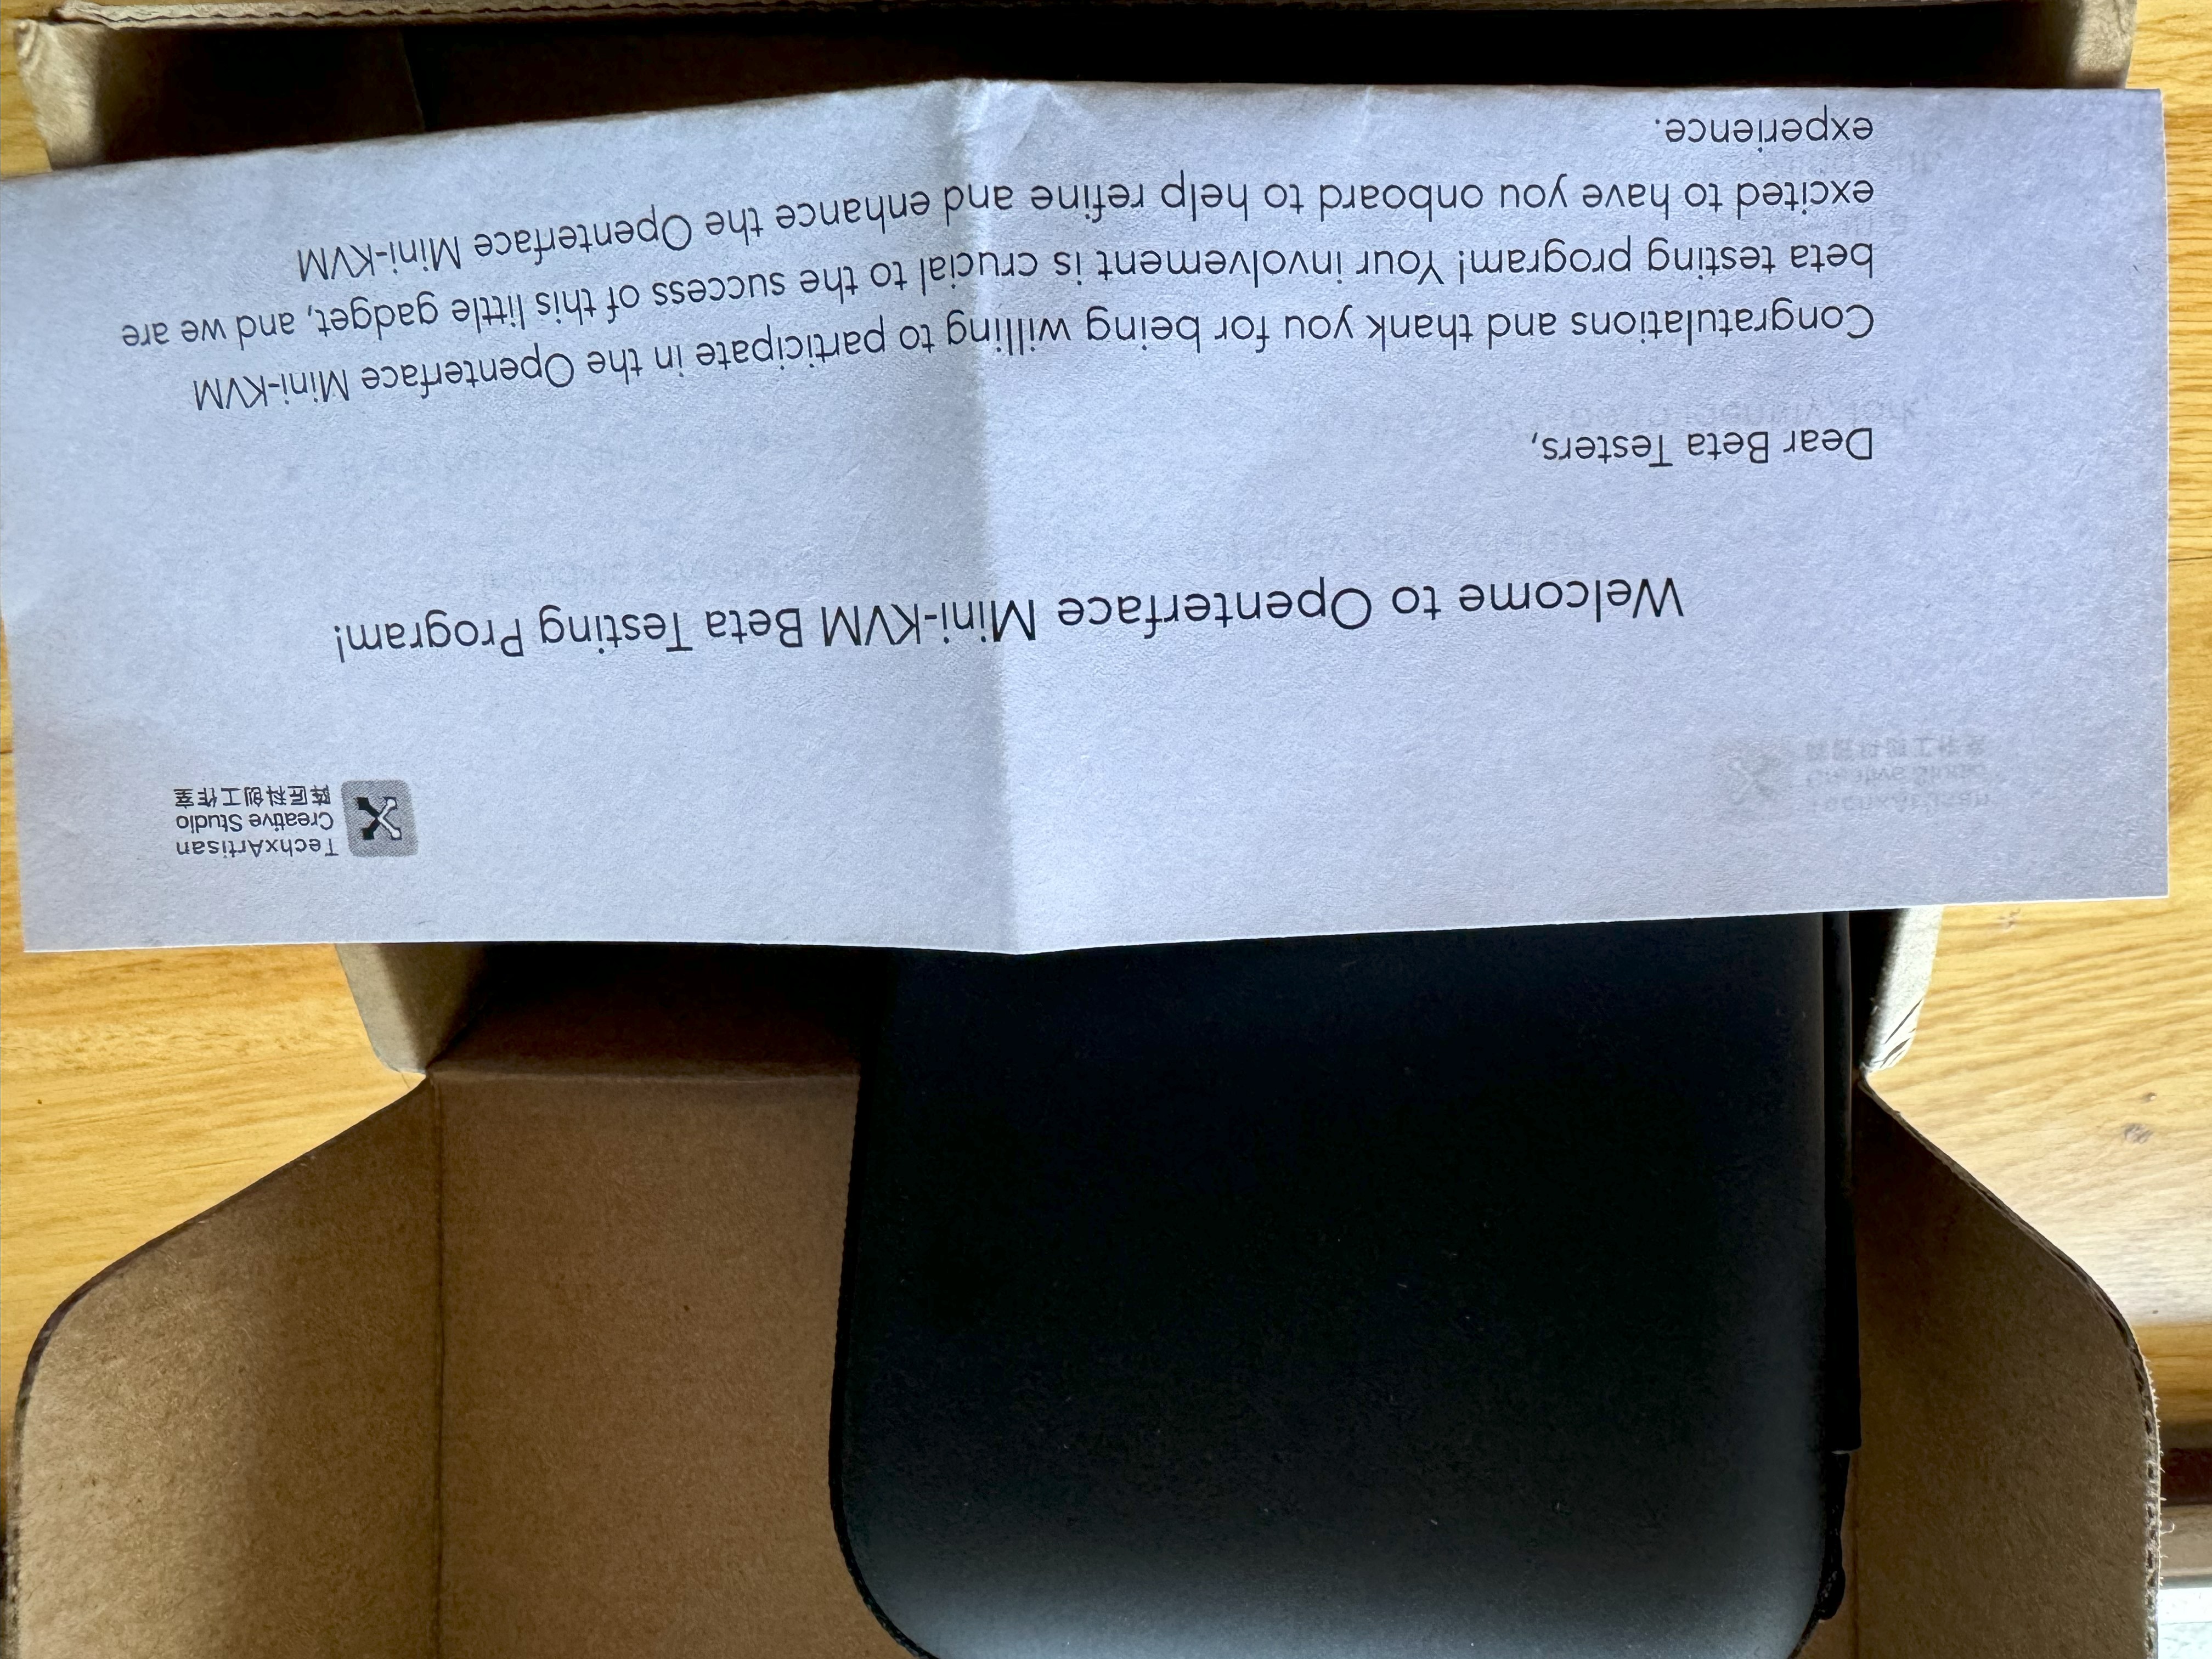 TechxArtisan
Creative Studio
阵匠科创工作室
Welcome to Openterface Mini-KVM Beta Testing Program!
Dear Beta Testers,
Congratulations and thank you for being willing to participate in the Openterface Mini-KVM
beta testing program! Your involvement is crucial to the success of this little gadget, and we are
excited to have you onboard to help refine and enhance the Openterface Mini-KVM
experience.